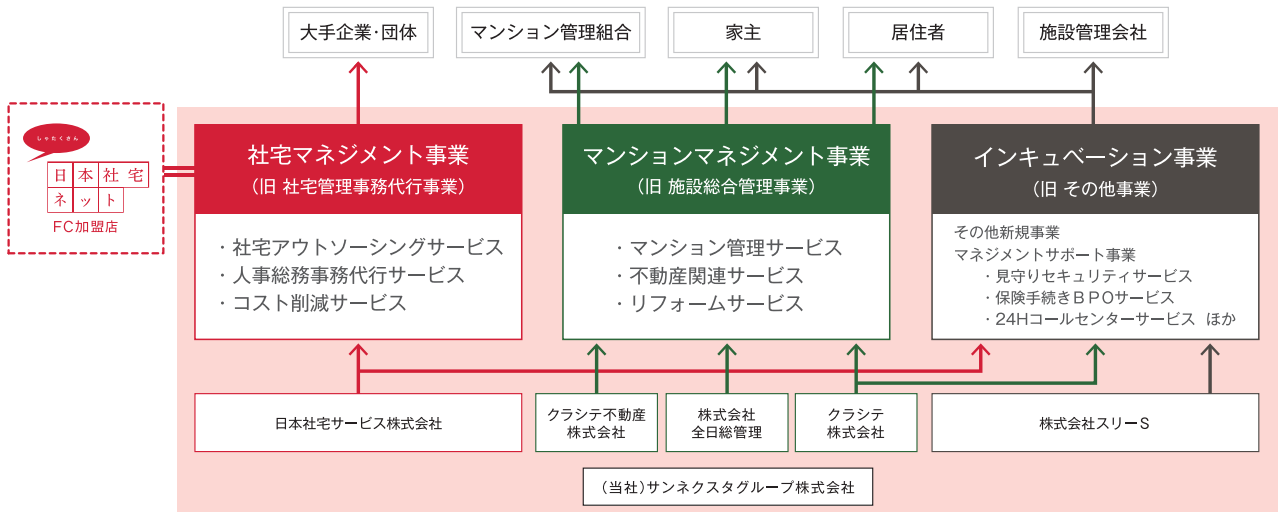 大手企業・団体
マンション管理組合
家主
居住者
施設管理会社
しゃたくさん
日本社宅
ネット
FC加盟店
社宅マネジメント事業
（旧 社宅管理事務代行事業）
・社宅アウトソーシングサービス
・人事総務事務代行サービス
・コスト削減サービス
マンションマネジメント事業
（旧 施設総合管理事業）
・マンション管理サービス
・不動産関連サービス
・リフォームサービス
インキュベーション事業
（旧 その他事業）
その他新規事業
マネジメントサポート事業
・見守りセキュリティサービス
・保険手続きＢＰＯサービス
・24Hコールセンターサービス ほか
日本社宅サービス株式会社
クラシテ不動産
株式会社
株式会社
全日総管理
クラシテ
株式会社
株式会社スリーS
（当社）サンネクスタグループ株式会社